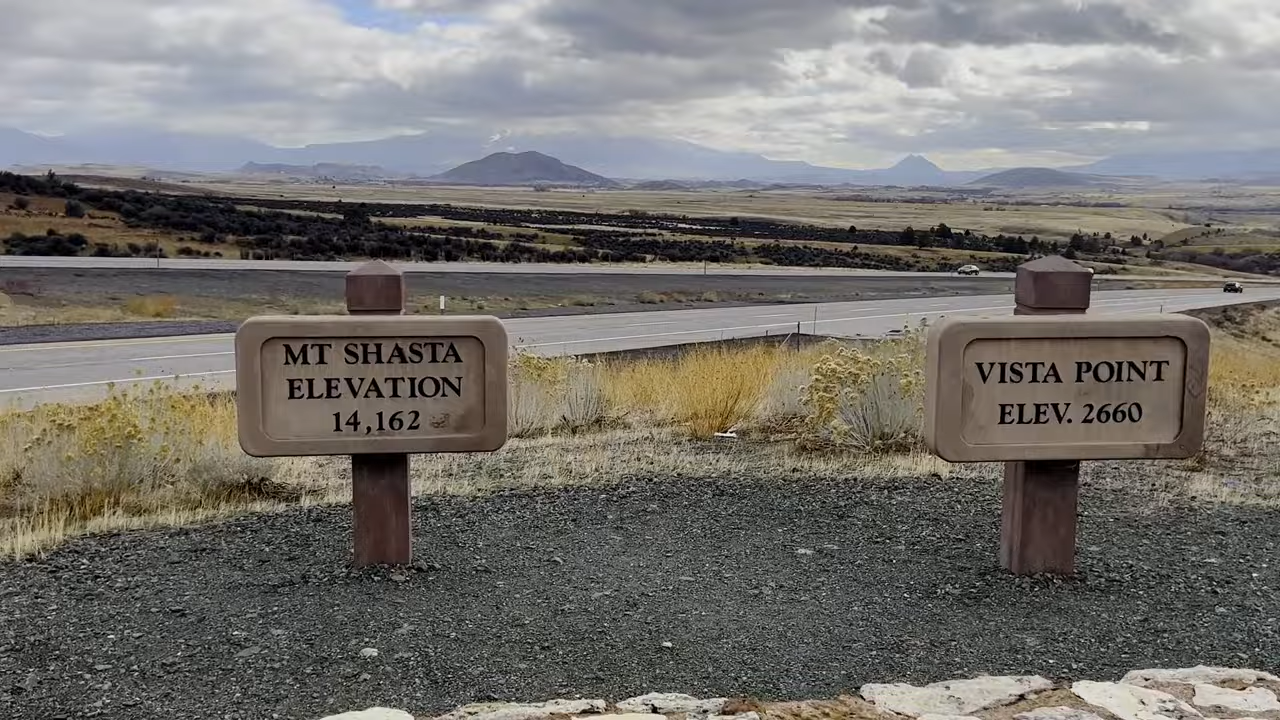 MT SHASTA
ELEVATION
14,162
VISTA POINT
ELEV. 2660